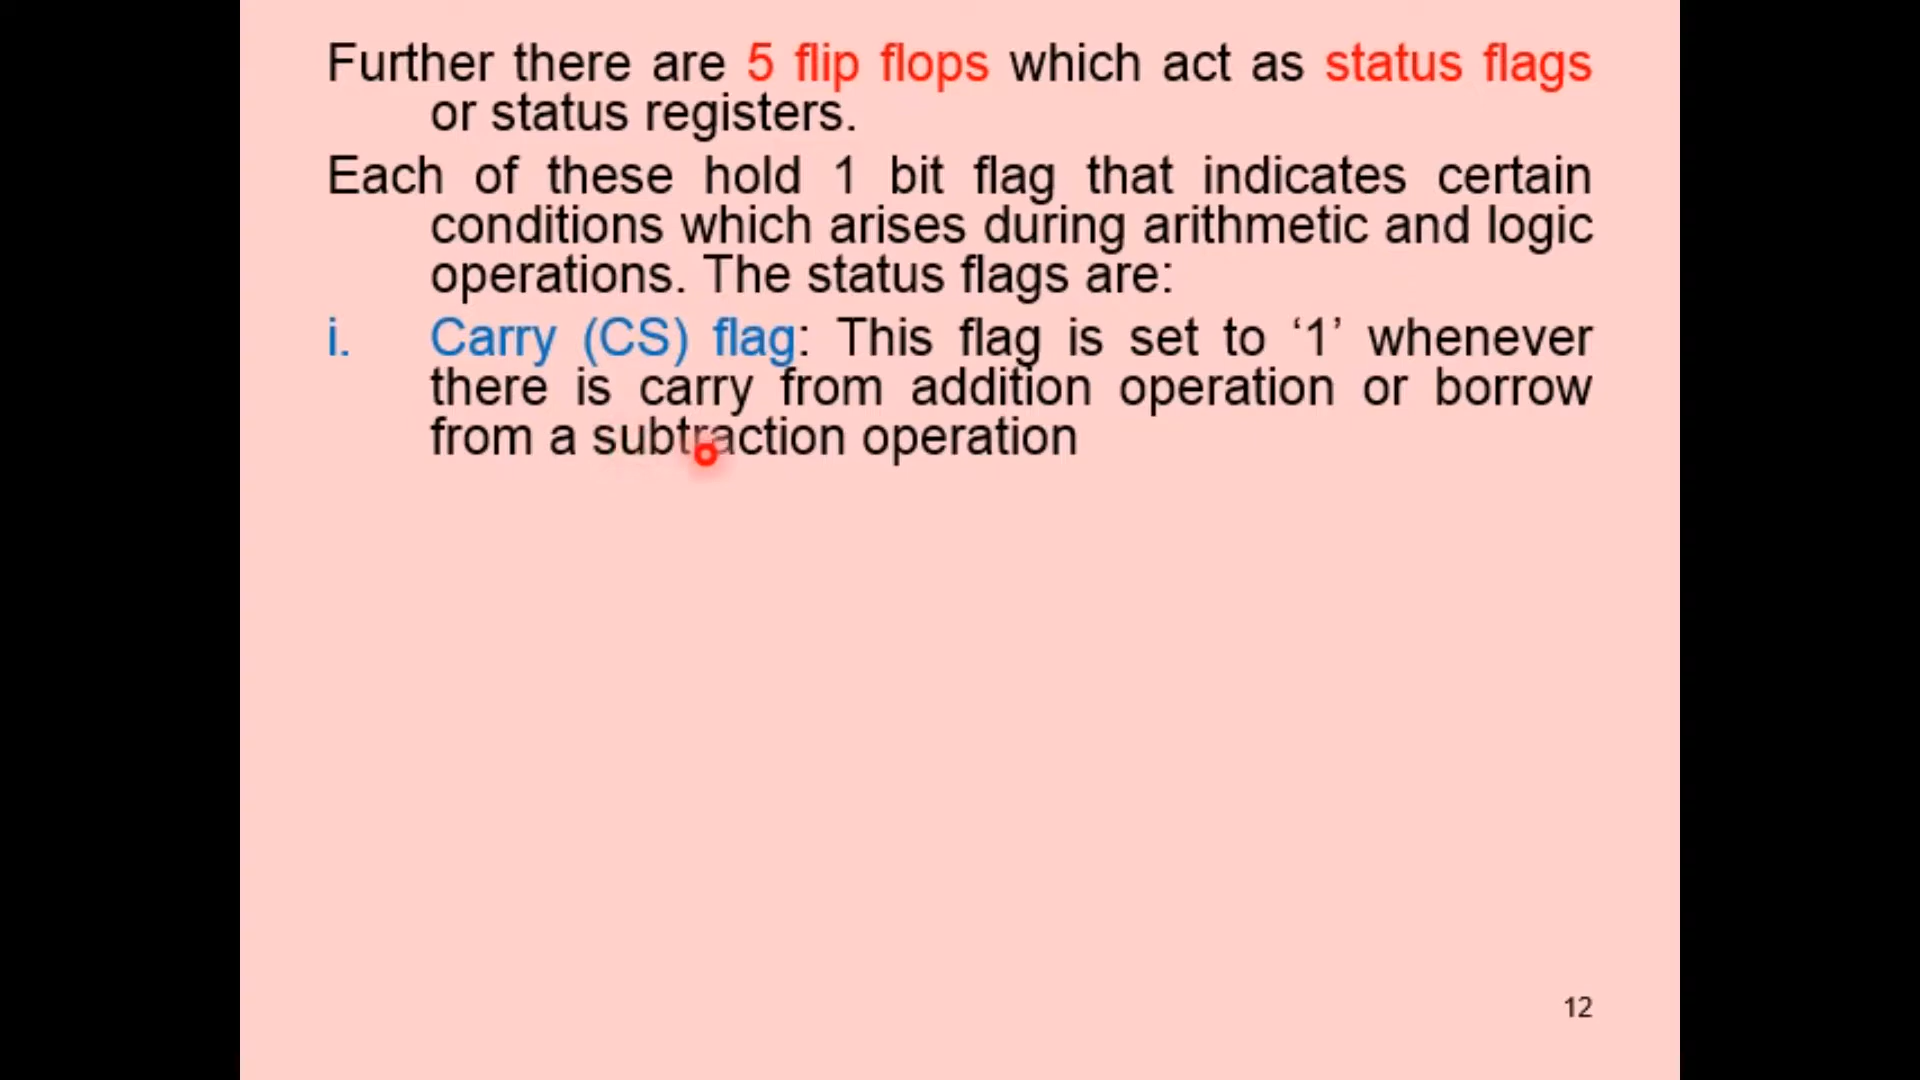 Further there are 5 flip flops which act as status flags
or status registers.
Each of these hold 1 bit flag that indicates certain
conditions which arises during arithmetic and logic
operations. The status flags are:
i. Carry (CS) flag: This flag is set to ‘1’ whenever
there is carry from addition operation or borrow
from a subtraction operation
12